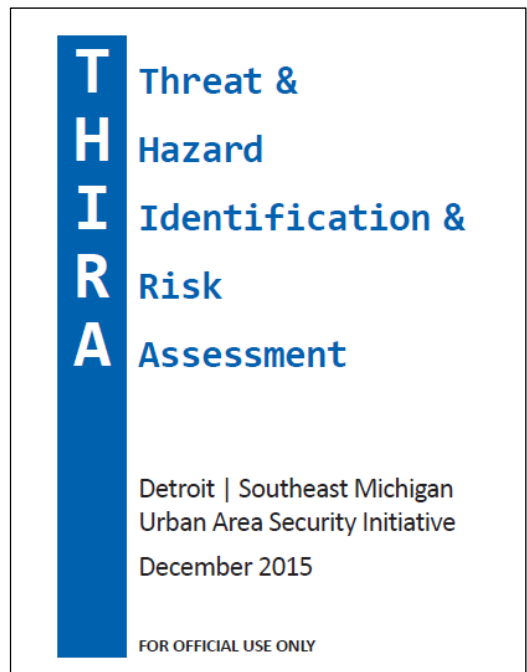 T Threat &
H Hazard
I Identification &
R Risk
A Assessment
Detroit | Southeast Michigan
Urban Area Security Initiative
December 2015
FOR OFFICIAL USE ONLY